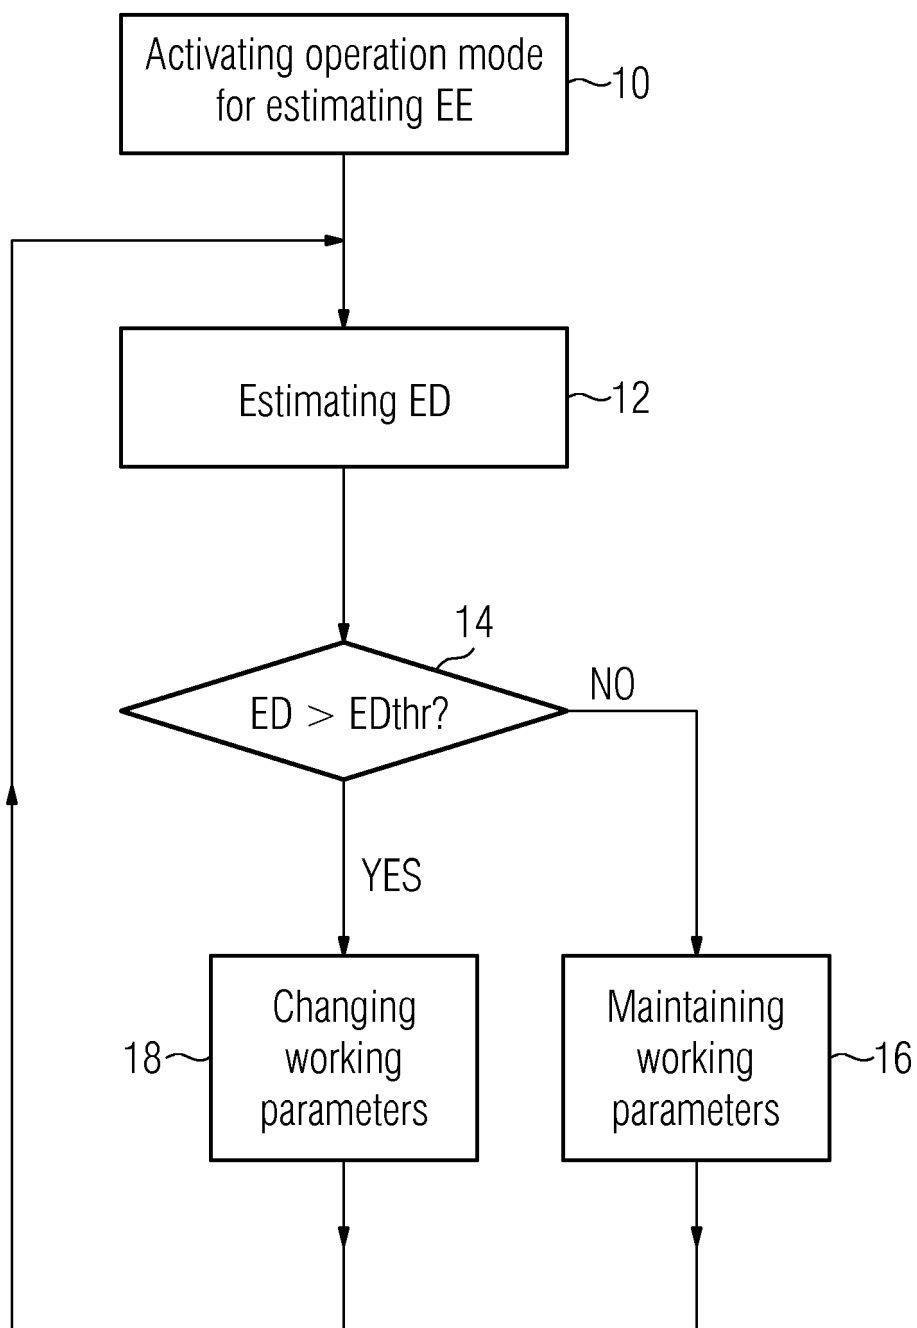 Activating operation mode
for estimating EE
10
Estimating ED
12
14
ED > EDthr?
NO
YES
Changing
working
parameters
18
Maintaining
working
parameters
16